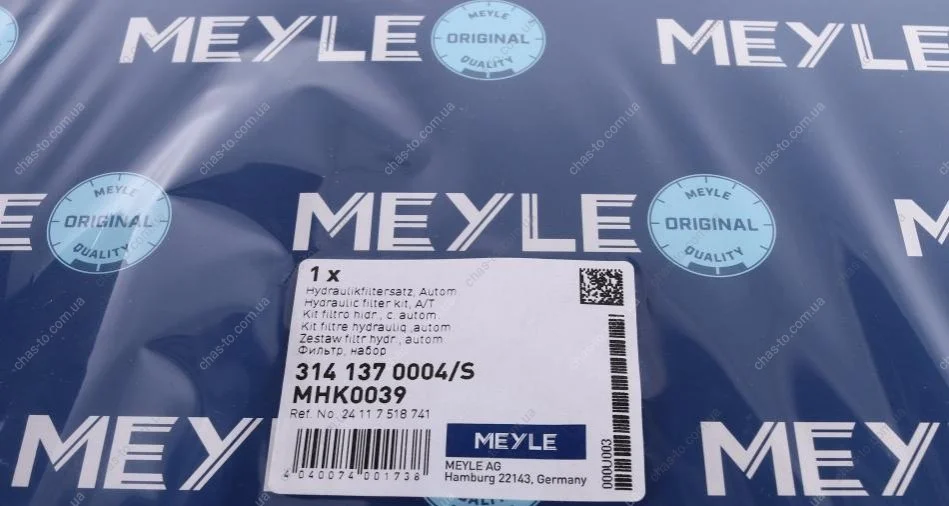 MEYLE
MEYLE
ORIGINAL
QUALITY
MEYLE
MEYLE
MEYLE
ORIGINAL
QUALITY
MEYLE
MEYLE
ORIGINAL
QUALITY
1 x
Hydraulikfiltersatz, Autom
Hydraulic filter kit, A/T
Kit filtro hidr., c. autom
Kit filtre hydrauliq .autom
Zestaw filtr hydr., autom
Фильтр, набор
314 137 0004/S
MHK0039
Ref. No. 24 11 7 518 741
4 040074 001738
MEYLE
MEYLE AG
Hamburg 22143, Germany
000U003
MEYLE
MEYLE
chas-to.com.ua